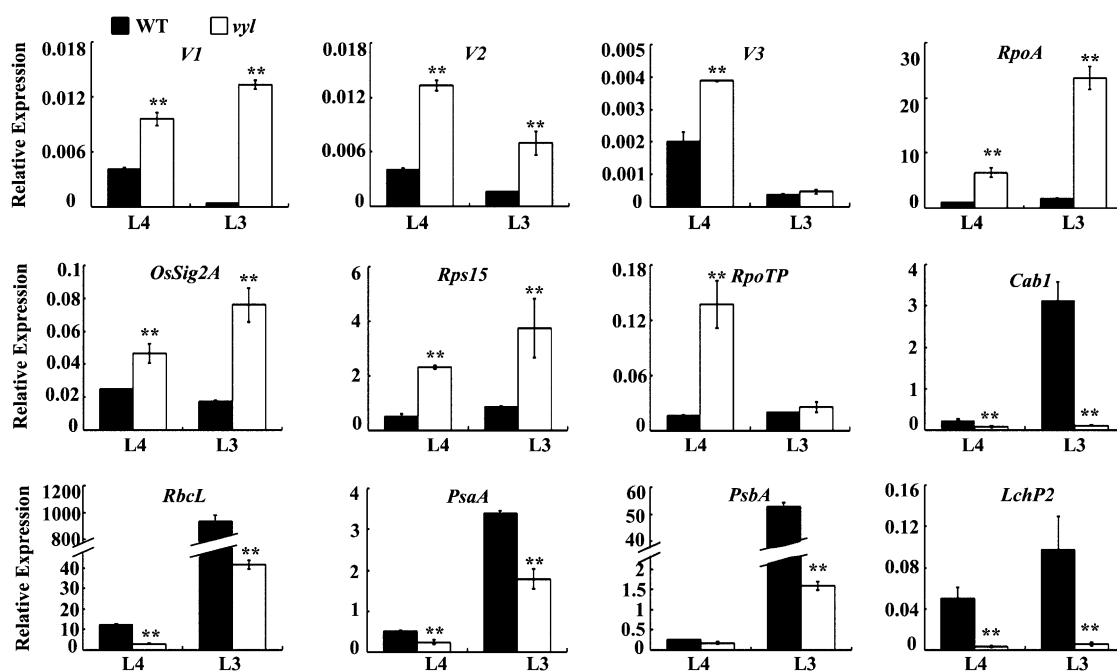 WT vyl
V1 V2 V3 RpoA
Relative Expression
0.018 0.012 0.006 0
** **
L4 L3
0.018 0.012 0.006 0
** **
L4 L3
0.005 0.004 0.003 0.002 0.001 0
**
L4 L3
30 20 10 0
** **
L4 L3
OsSig2A Rps15 RpoTP Cab1
Relative Expression
0.1 0.08 0.06 0.04 0.02 0
** **
L4 L3
6 4 2 0
** **
L4 L3
0.18 0.12 0.06 0
**
L4 L3
4 3 2 1 0
** **
L4 L3
RbcL PsaA PsbA LchP2
Relative Expression
1200 1000 800 40 30 20 10 0
** **
L4 L3
4 3 2 1 0
** **
L4 L3
60 50 40 2 1.5 1 0.5 0
**
L4 L3
0.16 0.12 0.08 0.04 0
** **
L4 L3